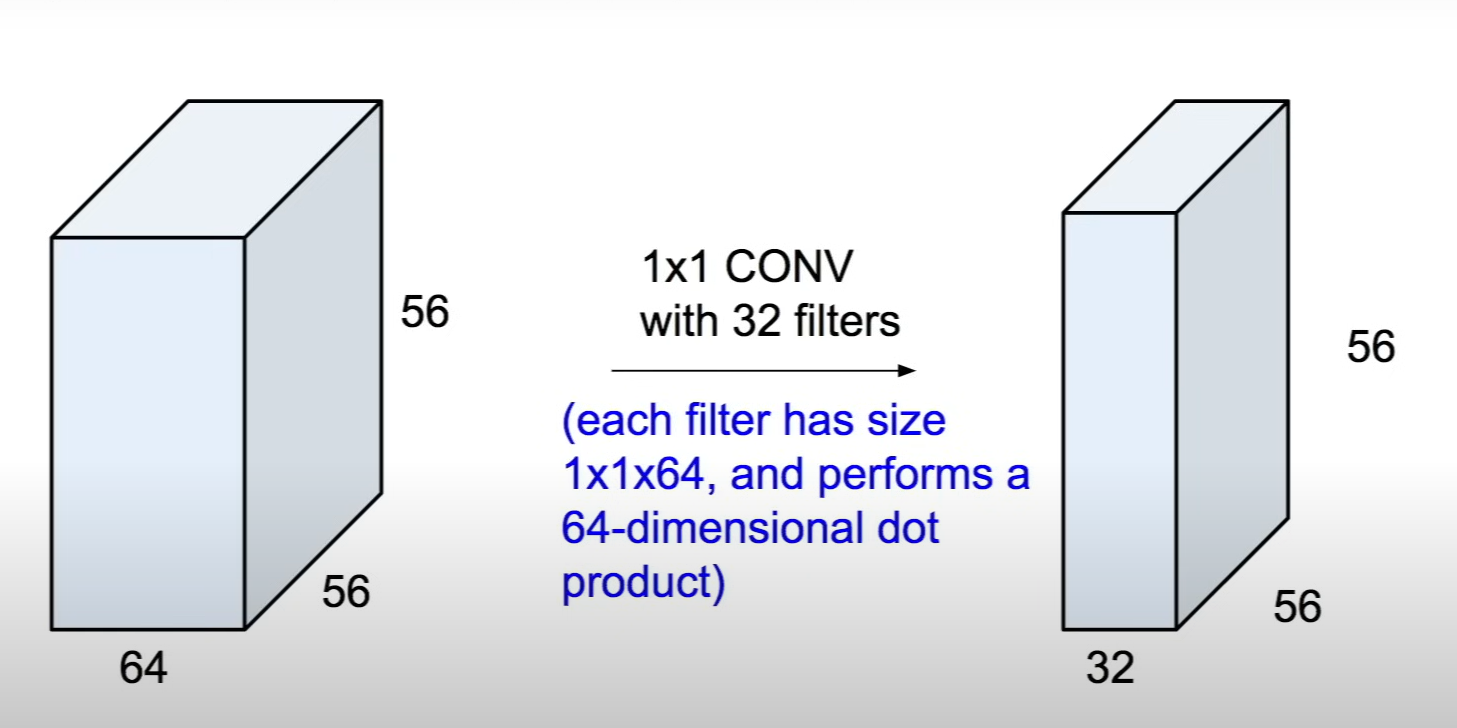 56
56
64
1x1 CONV
with 32 filters
(each filter has size
1x1x64, and performs a
64-dimensional dot
product)
56
56
32